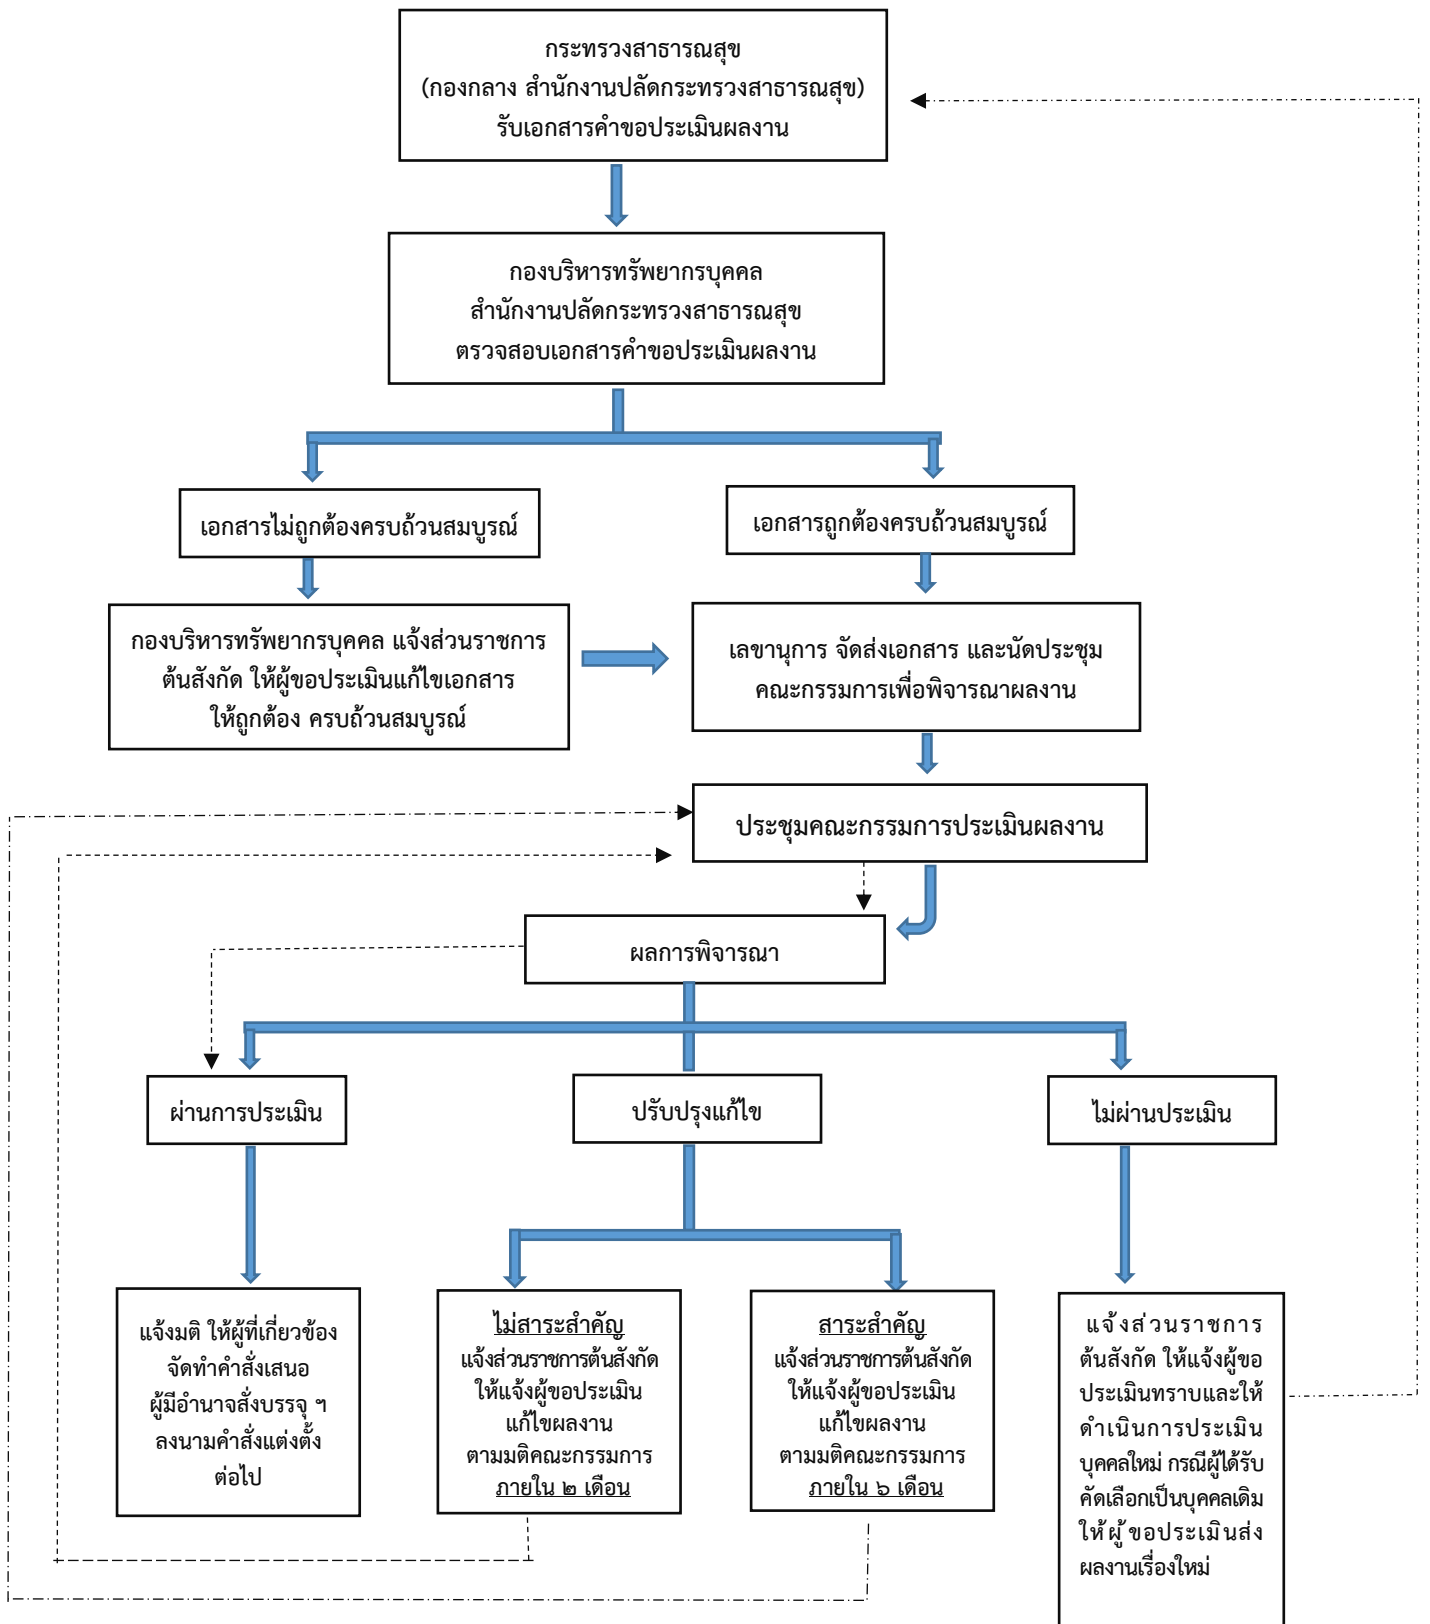 กระทรวงสาธารณสุข
(กองกลาง สำนักงานปลัดกระทรวงสาธารณสุข)
รับเอกสารคำขอประเมินผลงาน
กองบริหารทรัพยากรบุคคล
สำนักงานปลัดกระทรวงสาธารณสุข
ตรวจสอบเอกสารคำขอประเมินผลงาน
เอกสารไม่ถูกต้องครบถ้วนสมบูรณ์
เอกสารถูกต้องครบถ้วนสมบูรณ์
กองบริหารทรัพยากรบุคคล แจ้งส่วนราชการ
ต้นสังกัด ให้ผู้ขอประเมินแก้ไขเอกสาร
ให้ถูกต้อง ครบถ้วนสมบูรณ์
เลขานุการ จัดส่งเอกสาร และนัดประชุม
คณะกรรมการเพื่อพิจารณาผลงาน
ประชุมคณะกรรมการประเมินผลงาน
ผลการพิจารณา
ผ่านการประเมิน
ปรับปรุงแก้ไข
ไม่ผ่านประเมิน
แจ้งมติ ให้ผู้ที่เกี่ยวข้อง
จัดทำคำสั่งเสนอ
ผู้มีอำนาจสั่งบรรจุ ฯ
ลงนามคำสั่งแต่งตั้ง
ต่อไป
ไม่สาระสำคัญ
แจ้งส่วนราชการต้นสังกัด
ให้แจ้งผู้ขอประเมิน
แก้ไขผลงาน
ตามมติคณะกรรมการ
ภายใน ๒ เดือน
สาระสำคัญ
แจ้งส่วนราชการต้นสังกัด
ให้แจ้งผู้ขอประเมิน
แก้ไขผลงาน
ตามมติคณะกรรมการ
ภายใน ๖ เดือน
แจ้งส่วนราชการ
ต้นสังกัด ให้แจ้งผู้ขอ
ประเมินทราบและให้
ดำเนินการประเมิน
บุคคลใหม่ กรณีผู้ได้รับ
คัดเลือกเป็นบุคคลเดิม
ให้ผู้ขอประเมินส่ง
ผลงานเรื่องใหม่